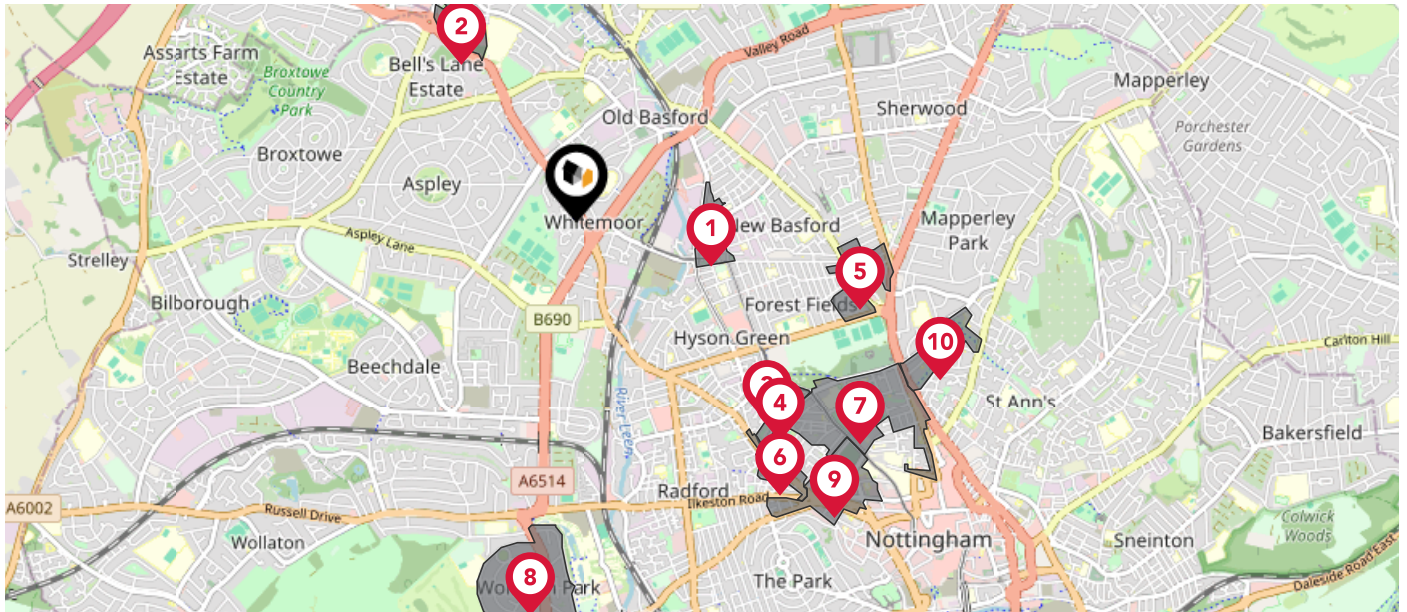 2
Assarts Farm
Estate
Broxtowe
Country
Park
Bell's Lane
Estate
Valley Road
Mapperley
Sherwood
Old Basford
Porchester
Gardens
Broxtowe
Aspley
Whitemoor
1
New Basford
Mapperley
Park
Aspley Lane
Strelley
5
Bilborough
Forest Fields
B690
Hyson Green
10
Carlton Hill
Beechdale
3
4
7
St Ann's
River Leen
Bakersfield
6
9
A6514
Radford
Ilkeston Road
A6002
Russell Drive
Colwick
Woods
Wollaton
Nottingham
Sneinton
8
Park
The Park
Daleside Road East